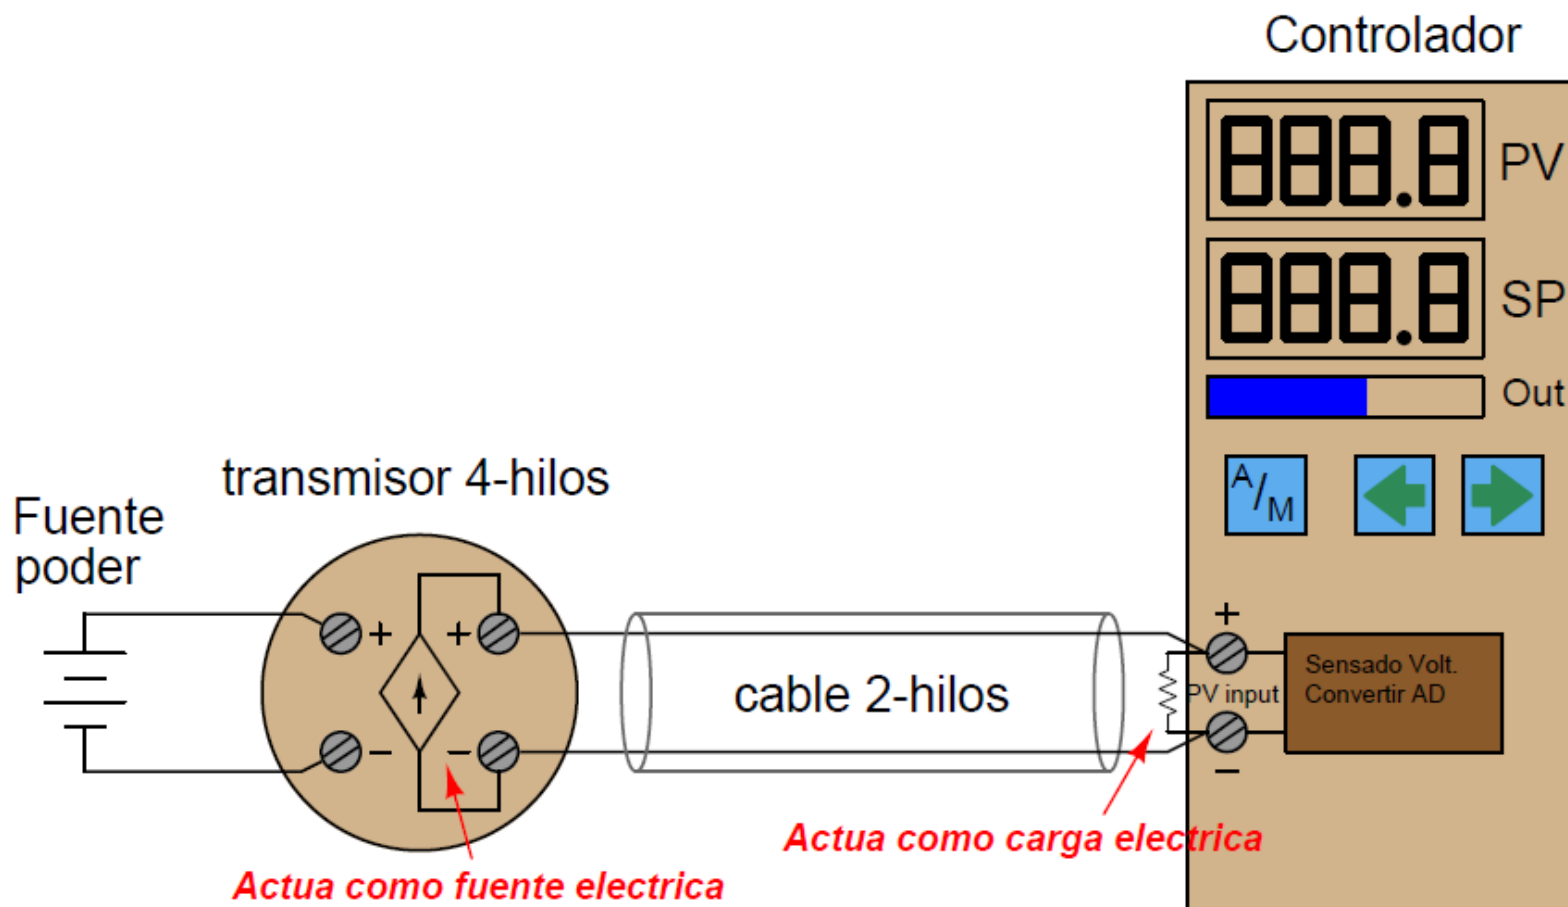 Controlador
888.8 PV
888.8 SP
Out
A/M
transmisor 4-hilos
Fuente
poder
+ + +
cable 2-hilos
Sensado Volt.
Convertir AD
PV input
- - -
Actua como carga electrica
Actua como fuente electrica